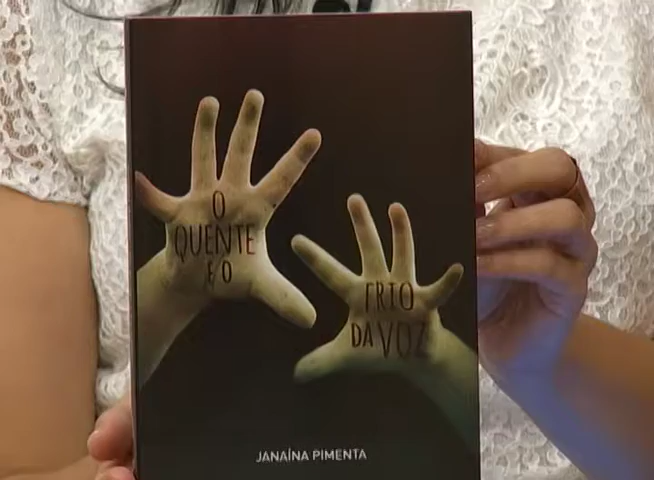 O
QUENTE
E O
FRIO
DA VOZ
JANAÍNA PIMENTA